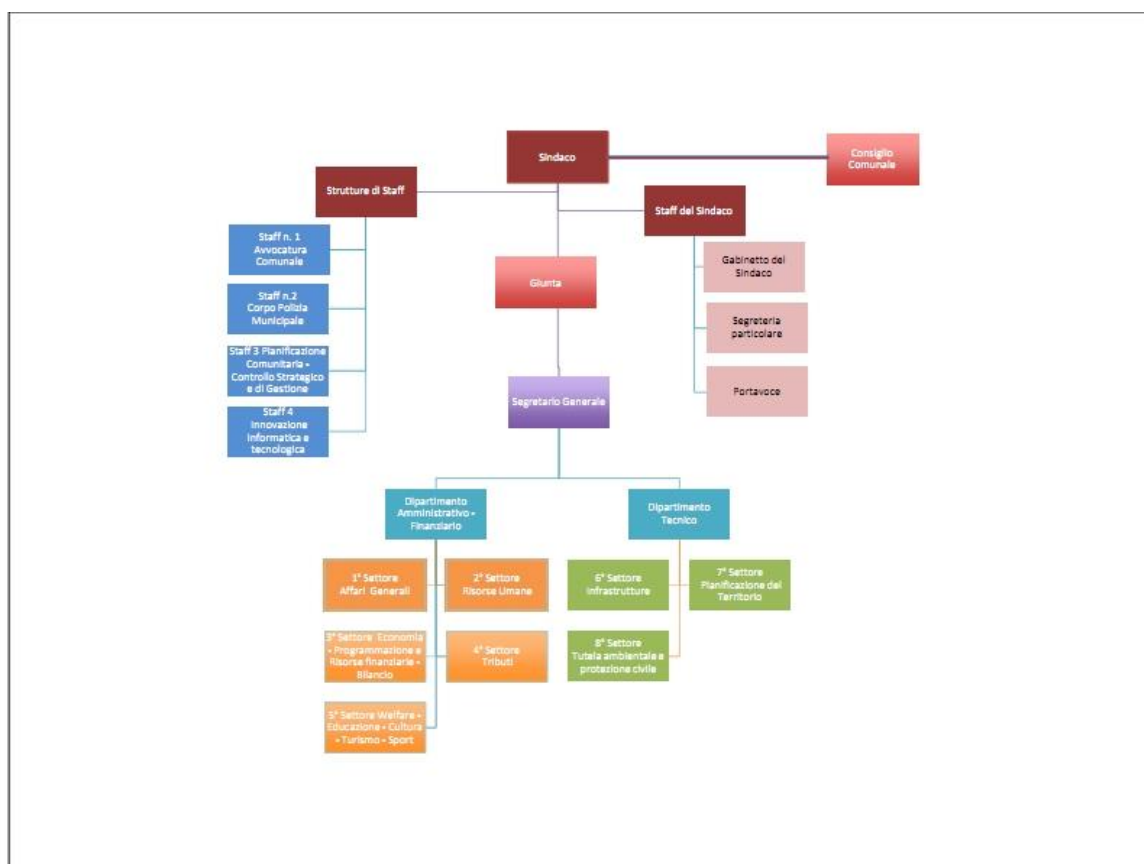 Sindaco
Consiglio
Comunale
Strutture di Staff
Staff del Sindaco
Staff n. 1
Avvocatura
Comunale
Staff n.2
Corpo Polizia
Municipale
Staff 3 Pianificazione
Comunitaria -
Controllo Strategico
e di Gestione
Staff 4
Innovazione
Informatica e
tecnologica
Gabinetto del
Sindaco
Segreteria
particolare
Portavoce
Giunta
Segretario Generale
Dipartimento
Amministrativo -
Finanziario
Dipartimento
Tecnico
1° Settore
Affari Generali
2° Settore
Risorse Umane
3° Settore Economia
- Programmazione e
Risorse finanziarie -
Bilancio
4° Settore
Tributi
5° Settore Welfare -
Educazione - Cultura
- Turismo - Sport
6° Settore
Infrastrutture
7° Settore
Pianificazione del
Territorio
8° Settore
Tutela ambientale e
protezione civile